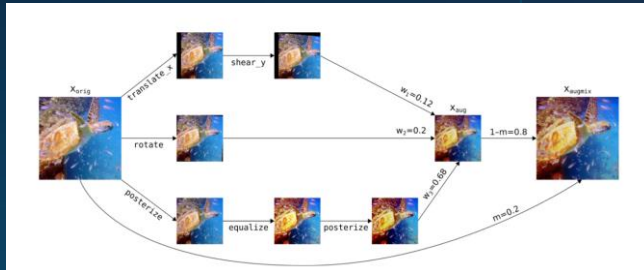 translate_x
shear_y
x_orig
w₁=0.12
x_aug
x_augmix
rotate
w₂=0.2
1-m=0.8
posterize
equalize
posterize
w₃=0.68
m=0.2